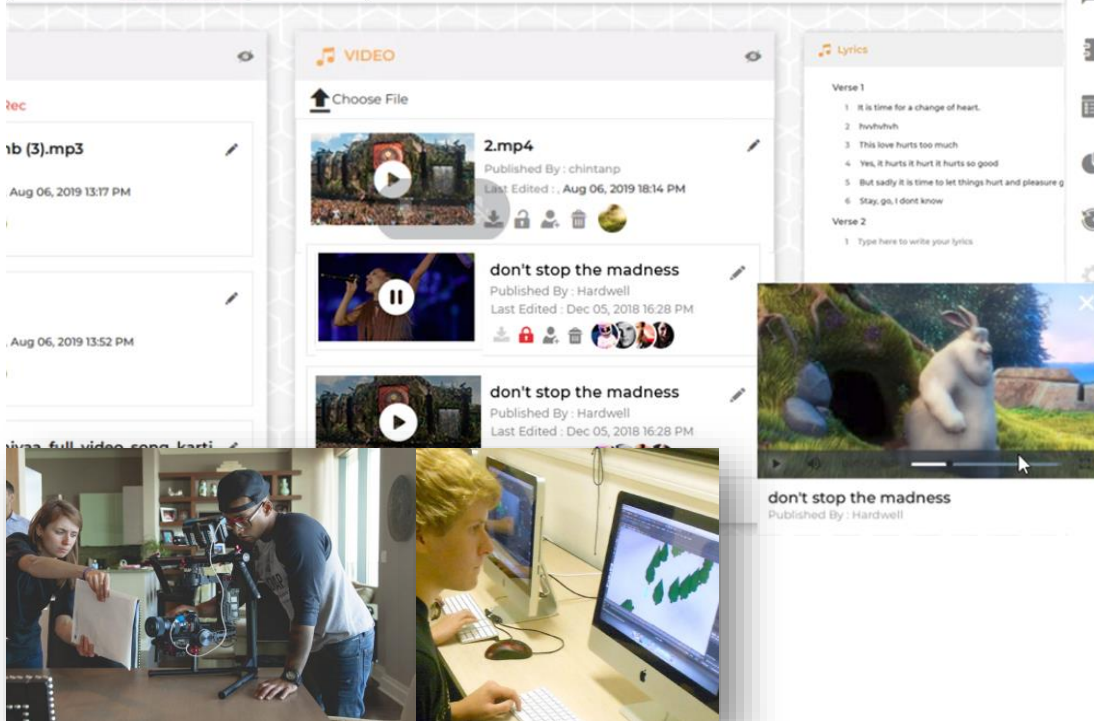 Rec
nb (3).mp3
Aug 06, 2019 13:17 PM
Aug 06, 2019 13:52 PM
full video song karti
VIDEO
Choose File
2.mp4
Published By : chintanp
Last Edited : , Aug 06, 2019 18:14 PM
don't stop the madness
Published By : Hardwell
Last Edited : Dec 05, 2018 16:28 PM
don't stop the madness
Published By : Hardwell
Last Edited : Dec 05, 2018 16:28 PM
Lyrics
Verse 1
1 It is time for a change of heart.
2 hvvhvhvh
3 This love hurts too much
4 Yes, it hurts it hurt it hurts so good
5 But sadly it is time to let things hurt and pleasure g
6 Stay, go, I dont know
Verse 2
1 Type here to write your lyrics
don't stop the madness
Published By : Hardwell